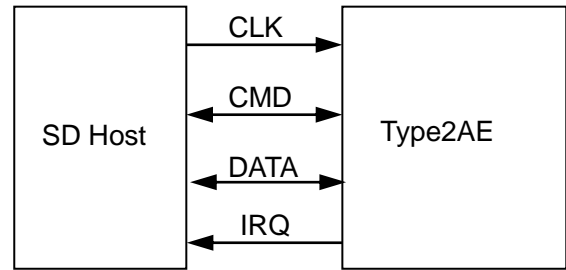 CLK
CMD
SD Host
Type2AE
DATA
IRQ